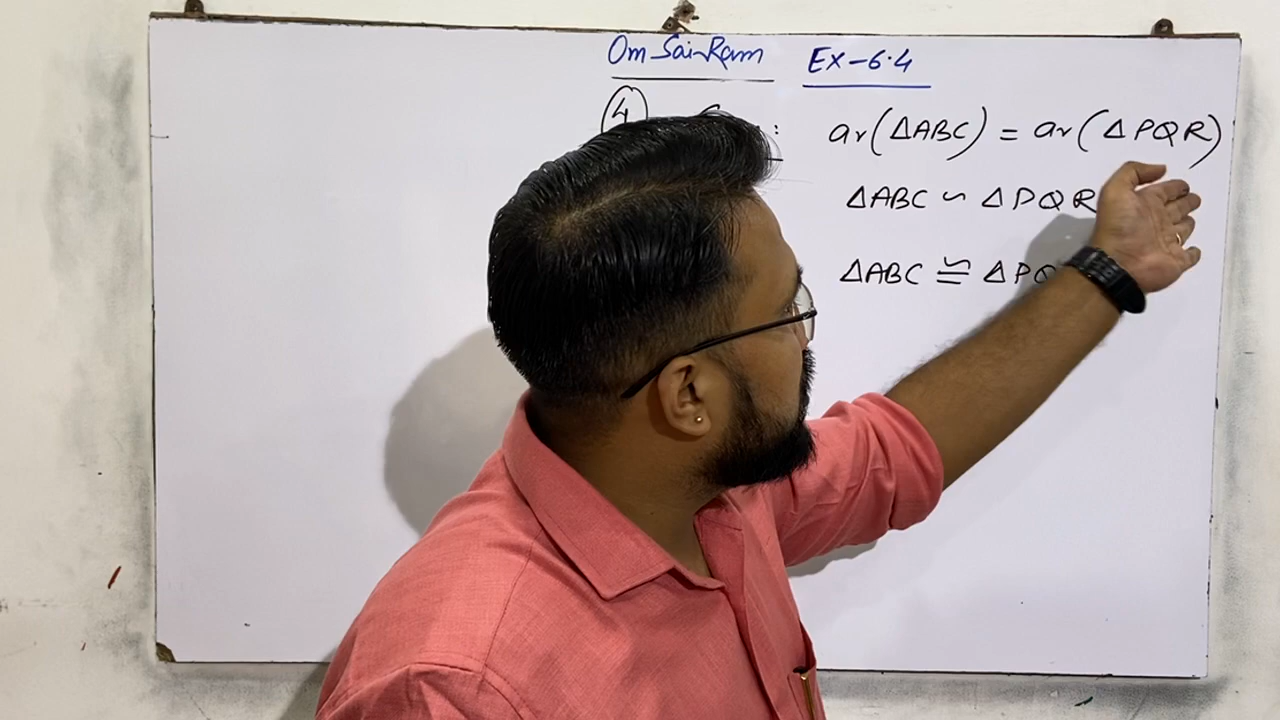 Om Sai Ram Ex-6.4
4 : ar(ΔABC) = ar(ΔPQR)
ΔABC ∽ ΔPQR
ΔABC ≅ ΔPQ